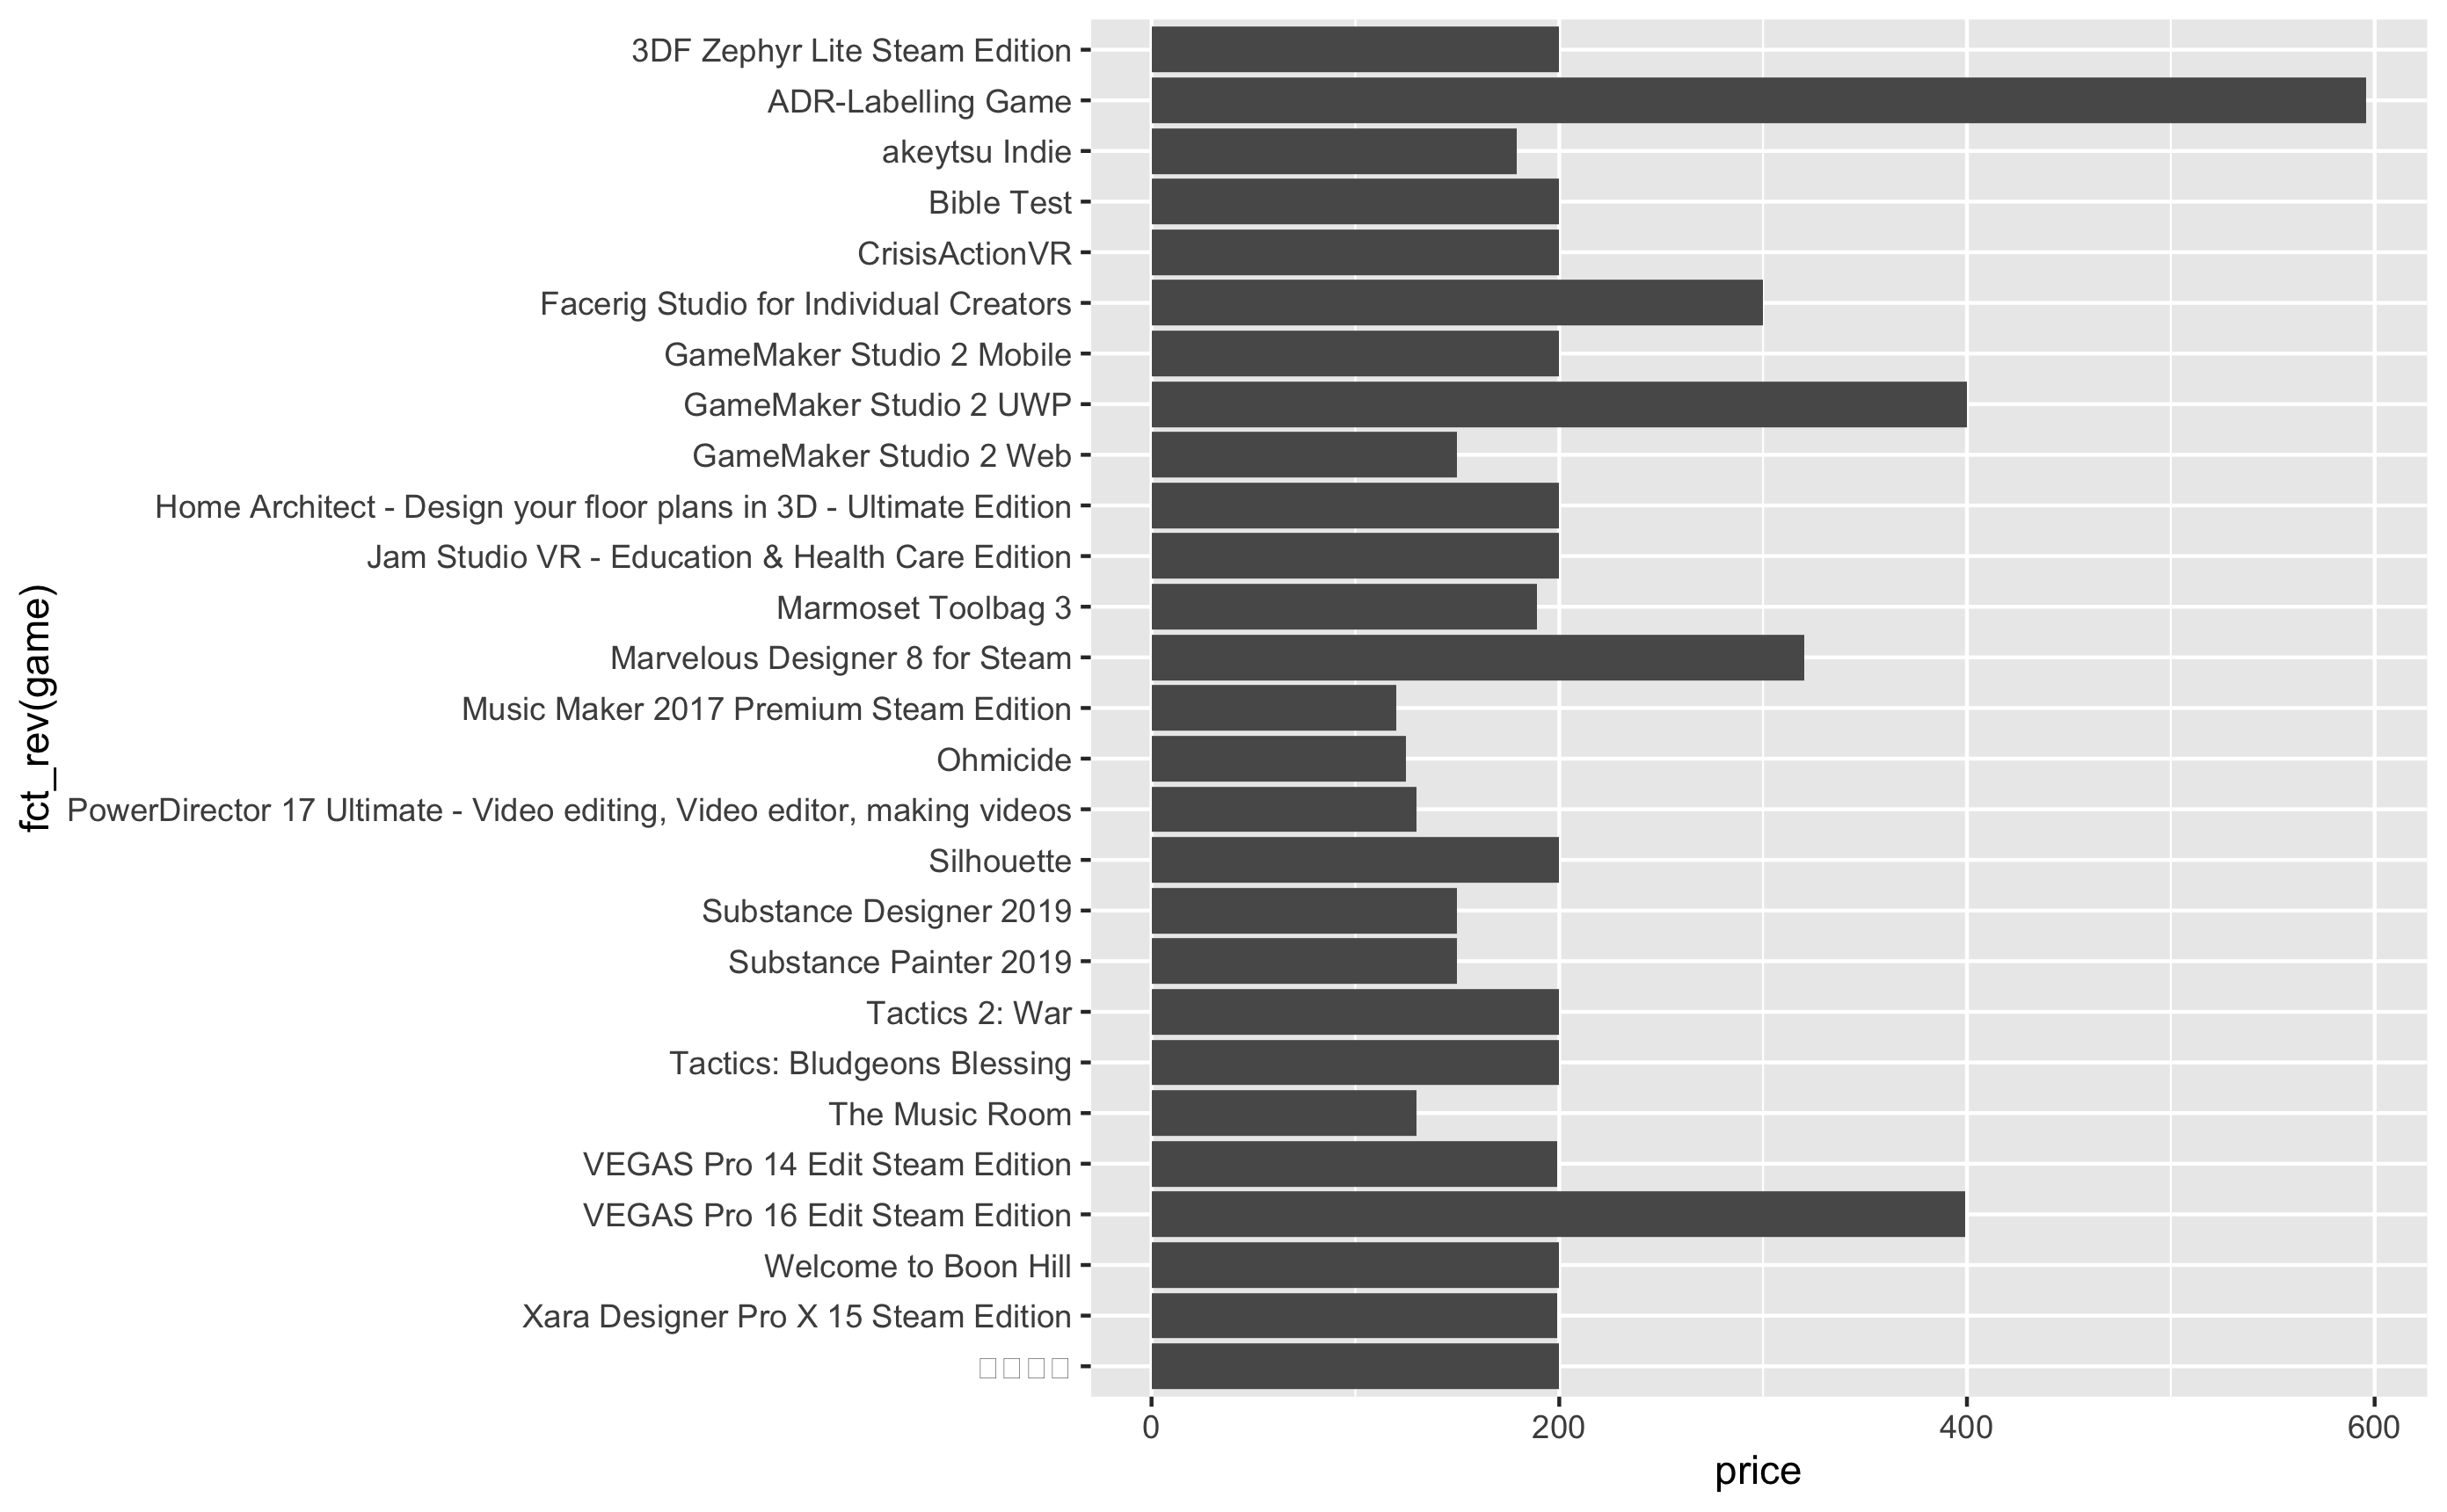 3DF Zephyr Lite Steam Edition
ADR-Labelling Game
akeytsu Indie
Bible Test
CrisisActionVR
Facerig Studio for Individual Creators
GameMaker Studio 2 Mobile
GameMaker Studio 2 UWP
GameMaker Studio 2 Web
Home Architect - Design your floor plans in 3D - Ultimate Edition
Jam Studio VR - Education & Health Care Edition
Marmoset Toolbag 3
Marvelous Designer 8 for Steam
Music Maker 2017 Premium Steam Edition
Ohmicide
PowerDirector 17 Ultimate - Video editing, Video editor, making videos
Silhouette
Substance Designer 2019
Substance Painter 2019
Tactics 2: War
Tactics: Bludgeons Blessing
The Music Room
VEGAS Pro 14 Edit Steam Edition
VEGAS Pro 16 Edit Steam Edition
Welcome to Boon Hill
Xara Designer Pro X 15 Steam Edition
fct_rev(game)
0 200 400 600
price